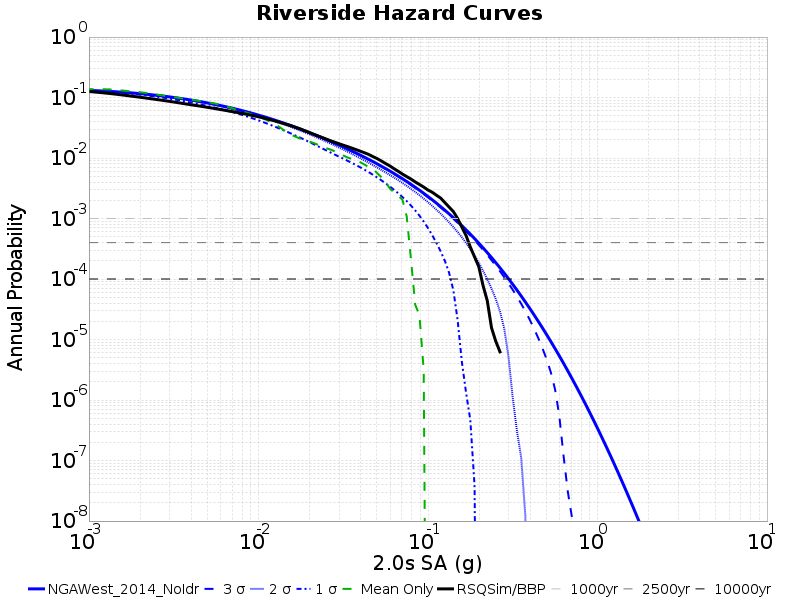 Riverside Hazard Curves
Annual Probability
10^0
10^-1
10^-2
10^-3
10^-4
10^-5
10^-6
10^-7
10^-8
10^-3 10^-2 10^-1 10^0 10^1
2.0s SA (g)
NGAWest_2014_NoIdr 3 σ 2 σ 1 σ Mean Only RSQSim/BBP 1000yr 2500yr 10000yr